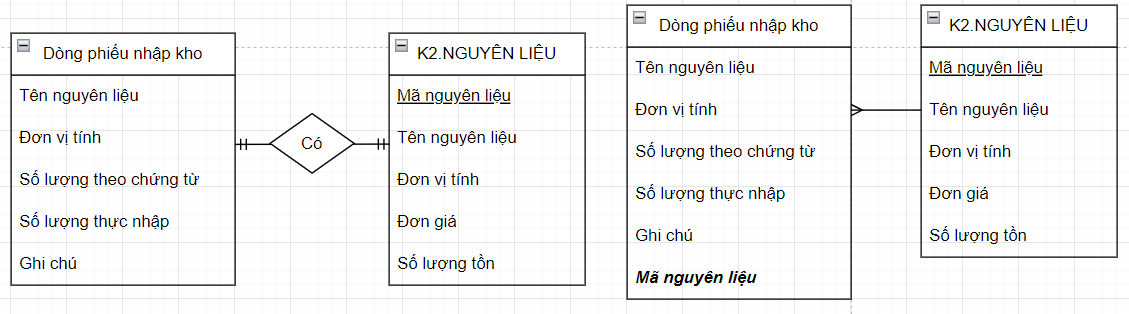 Dòng phiếu nhập kho
Tên nguyên liệu
Đơn vị tính
Số lượng theo chứng từ
Số lượng thực nhập
Ghi chú
Có
K2.NGUYÊN LIỆU
Mã nguyên liệu
Tên nguyên liệu
Đơn vị tính
Đơn giá
Số lượng tồn
Dòng phiếu nhập kho
Tên nguyên liệu
Đơn vị tính
Số lượng theo chứng từ
Số lượng thực nhập
Ghi chú
Mã nguyên liệu
K2.NGUYÊN LIỆU
Mã nguyên liệu
Tên nguyên liệu
Đơn vị tính
Đơn giá
Số lượng tồn